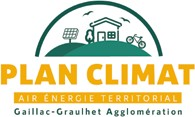 PLAN CLIMAT
AIR ÉNERGIE TERRITORIAL
Gaillac-Graulhet Agglomération